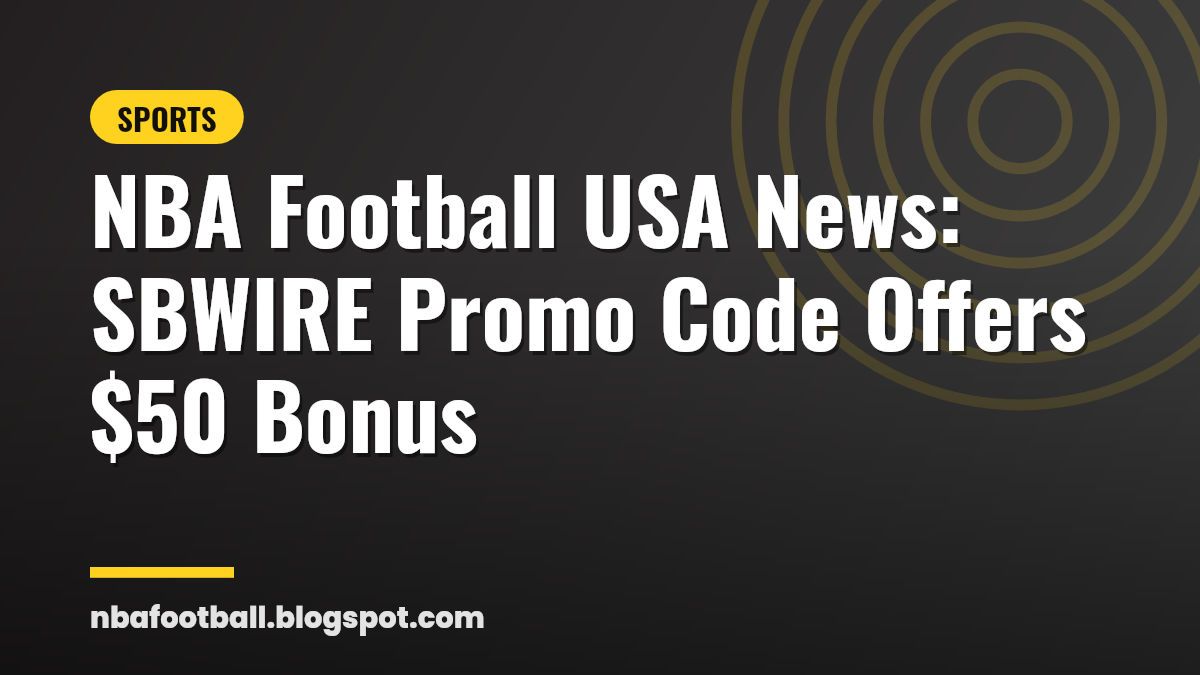 SPORTS
NBA Football USA News:
SBWIRE Promo Code Offers
$50 Bonus
nbafootball.blogspot.com